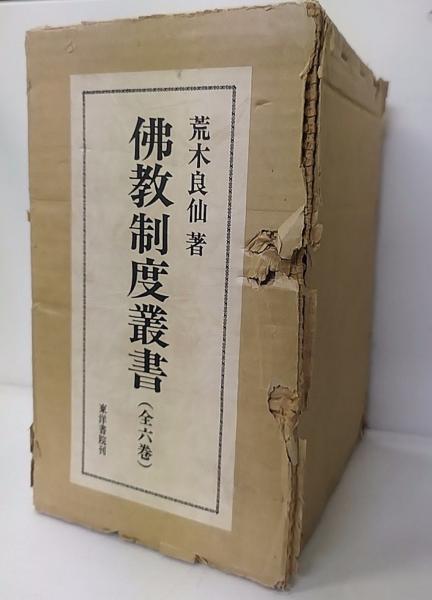 荒木良仙 著
佛教制度叢書
(全六巻)
東洋書院刊